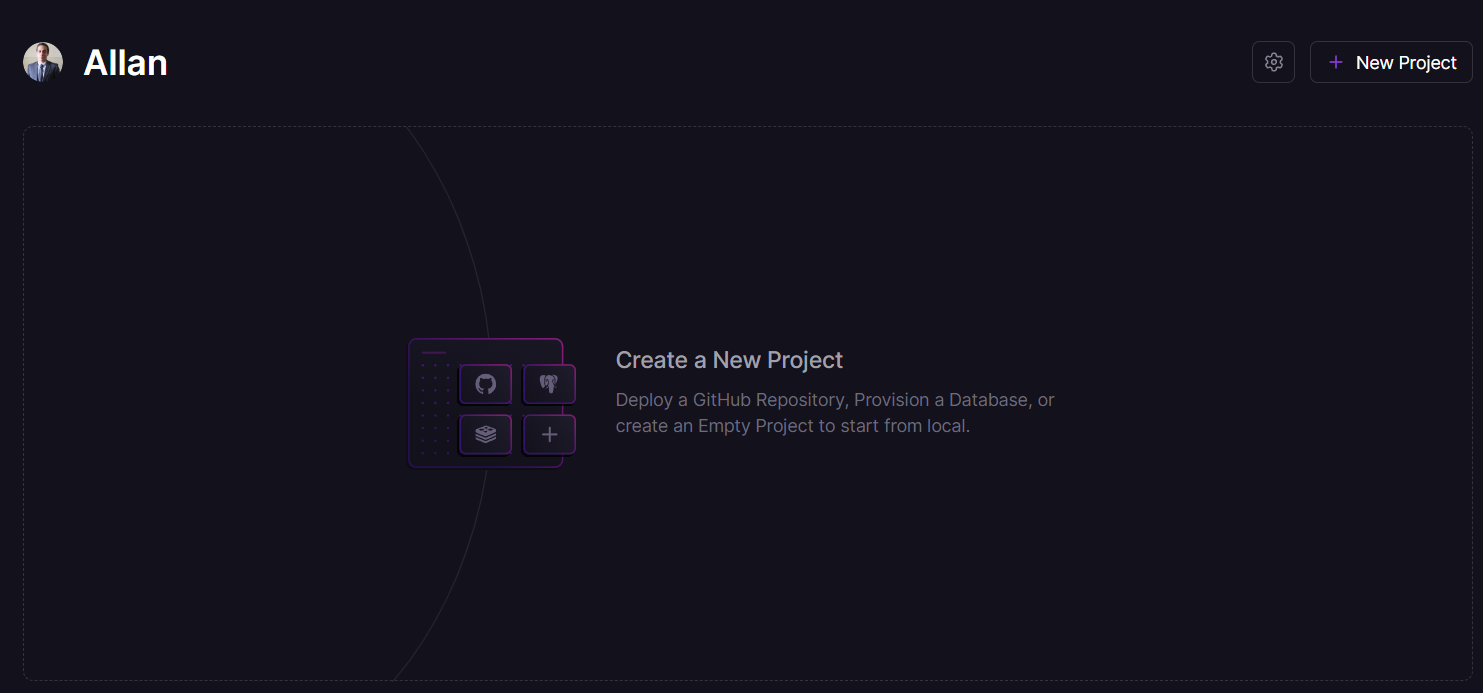 Allan
New Project
Create a New Project
Deploy a GitHub Repository, Provision a Database, or
create an Empty Project to start from local.